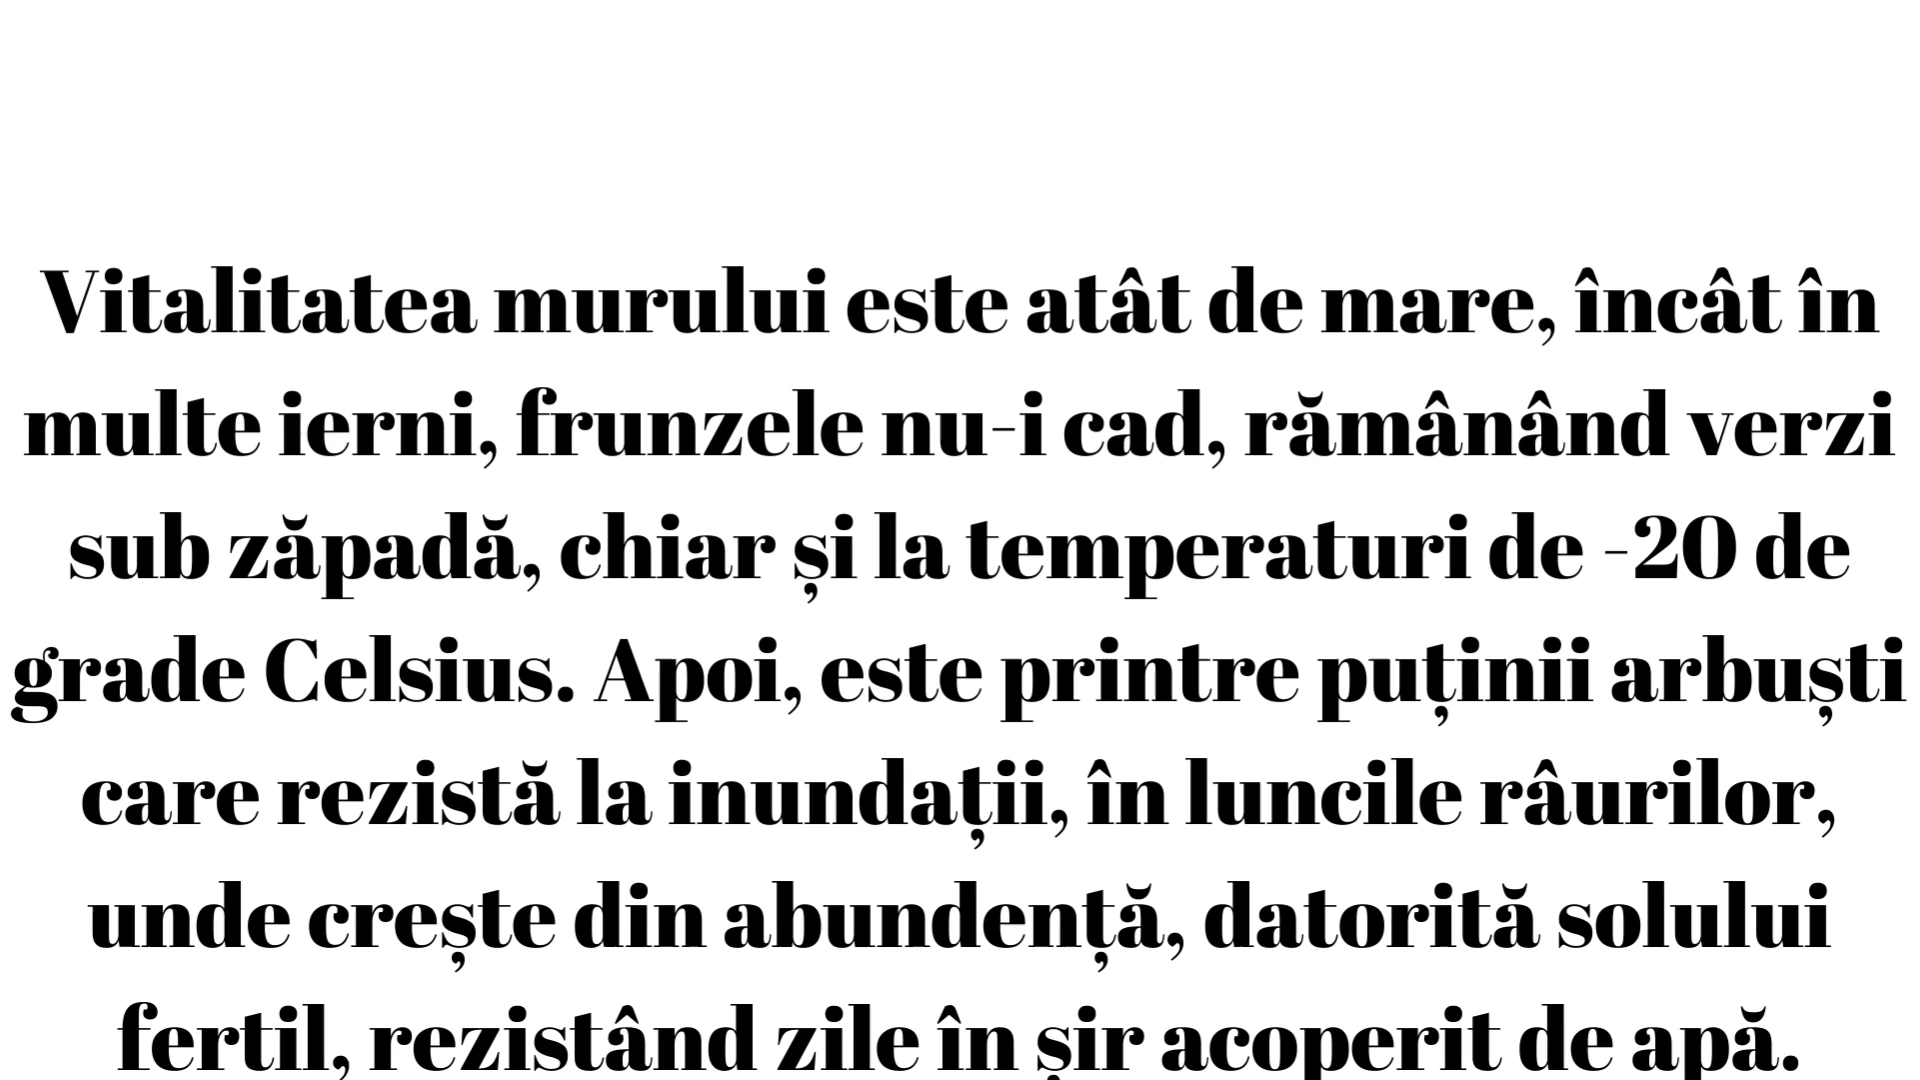 Vitalitatea murului este atât de mare, încât în
multe ierni, frunzele nu-i cad, rămânând verzi
sub zăpadă, chiar și la temperaturi de -20 de
grade Celsius. Apoi, este printre puținii arbuști
care rezistă la inundații, în luncile râurilor,
unde crește din abundență, datorită solului
fertil, rezistând zile în șir acoperit de apă.